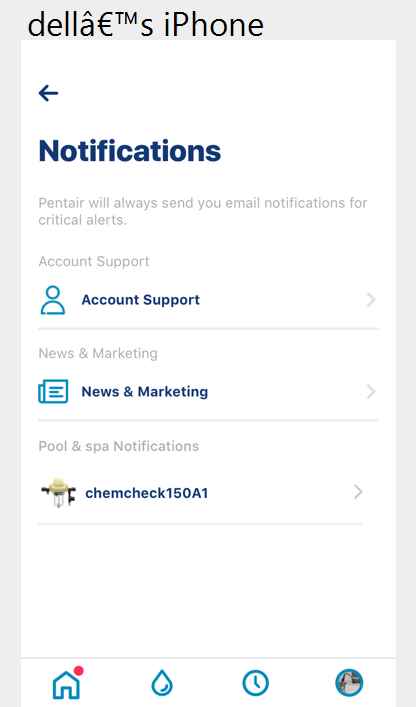 dellâ€™s iPhone
Notifications
Pentair will always send you email notifications for
critical alerts.
Account Support
Account Support
News & Marketing
News & Marketing
Pool & spa Notifications
chemcheck150A1